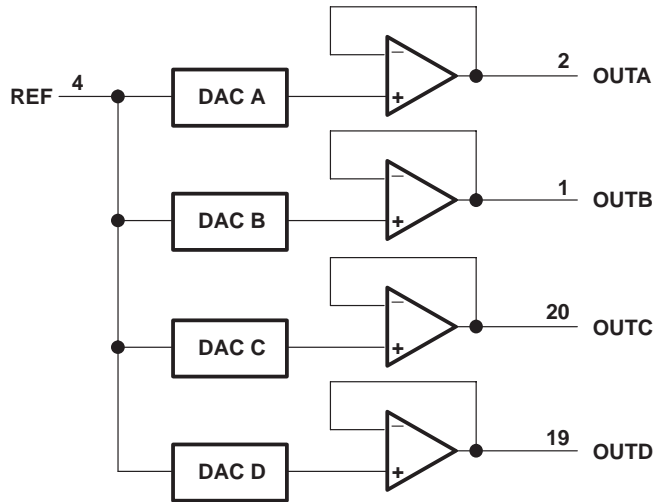 2 OUTA
REF 4
DAC A
−
+
1 OUTB
DAC B
−
+
20 OUTC
DAC C
−
+
19 OUTD
DAC D
−
+